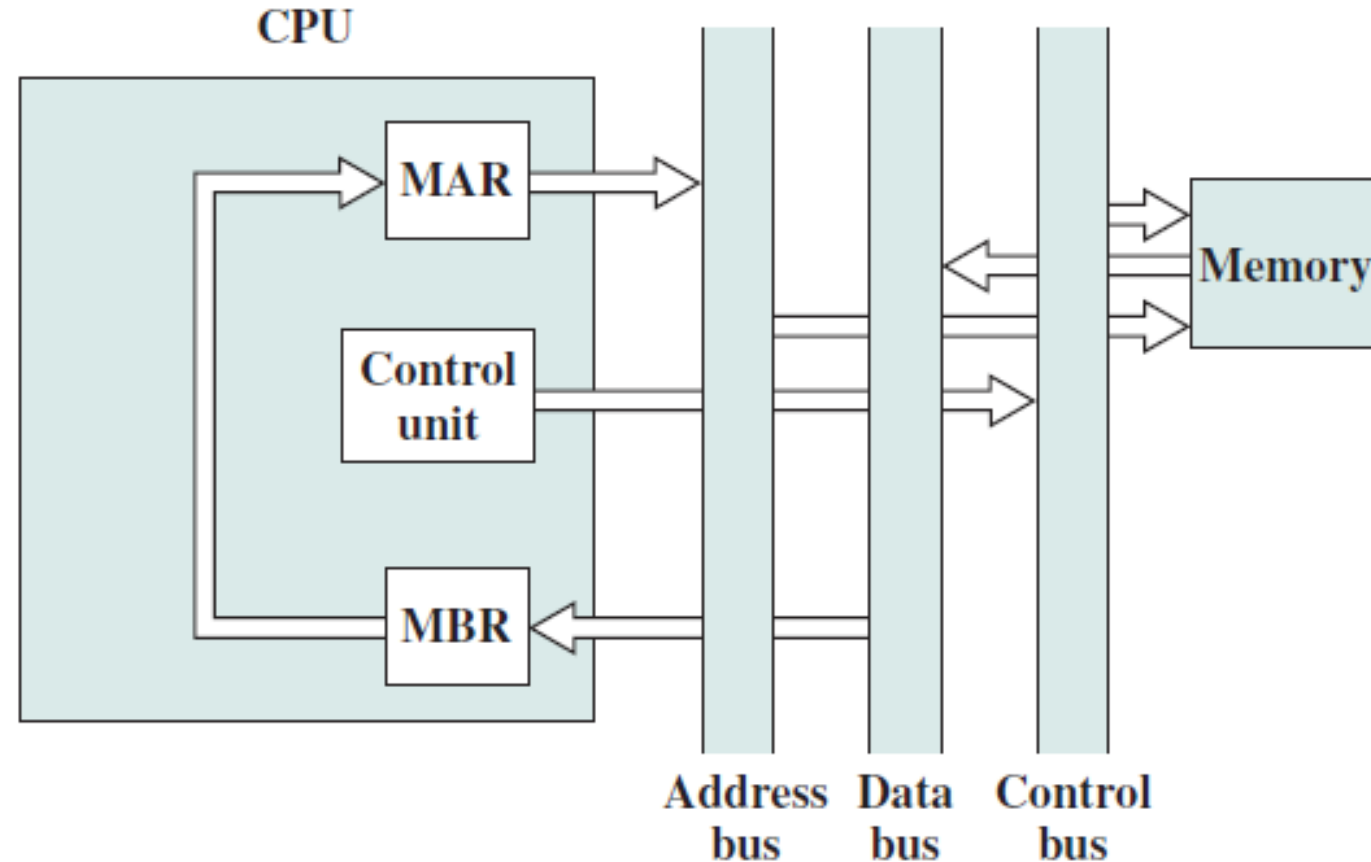 CPU
MAR
Memory
Control
unit
MBR
Address
bus
Data
bus
Control
bus